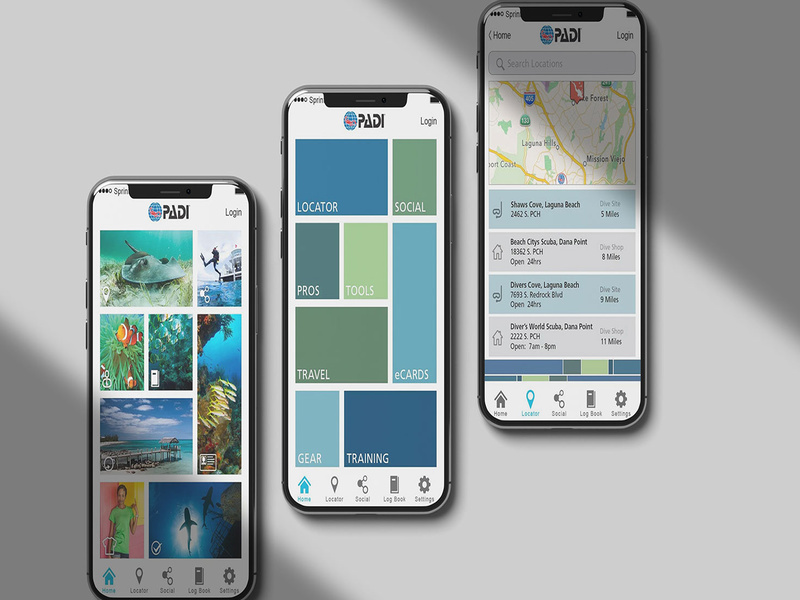 Sprin
PADI
Login
Home
Locator
Social
Log Book
Settings
Sprin
PADI
Login
LOCATOR
SOCIAL
PROS
TOOLS
TRAVEL
eCARDS
GEAR
TRAINING
Home
Locator
Social
Log Book
Settings
Sprin
Home
PADI
Login
Search Locations
405
ke Forest
133
Laguna Hills
port Coast
Mission Viejo
Shaws Cove, Laguna Beach
2462 S. PCH
Dive Site
5 Miles
Beach Citys Scuba, Dana Point
18362 S. PCH
Open 24hrs
Dive Shop
8 Miles
Divers Cove, Laguna Beach
7693 S. Redrock Blvd
Open 24hrs
Dive Site
9 Miles
Diver's World Scuba, Dana Point
2222 S. PCH
Open: 7am - 8pm
Dive Shop
11 Miles
Home
Locator
Social
Log Book
Settings